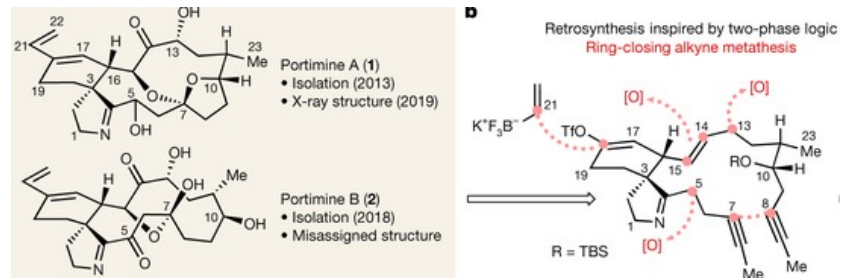 22
21
17
H
O
OH
13
23
Me
19
3
16
O
10
H
5
O
7
1
N
OH
Portimine A (1)
• Isolation (2013)
• X-ray structure (2019)
OH
O
Me
H
OH
7
10
OH
5
O
N
O
Portimine B (2)
• Isolation (2018)
• Misassigned structure
b
Retrosynthesis inspired by two-phase logic
Ring-closing alkyne metathesis
[O]
[O]
21
K⁺F₃B⁻
TfO
17
H
14
13
H
23
Me
RO
H
19
3
15
10
5
7
8
1
N
[O]
R = TBS
Me
Me